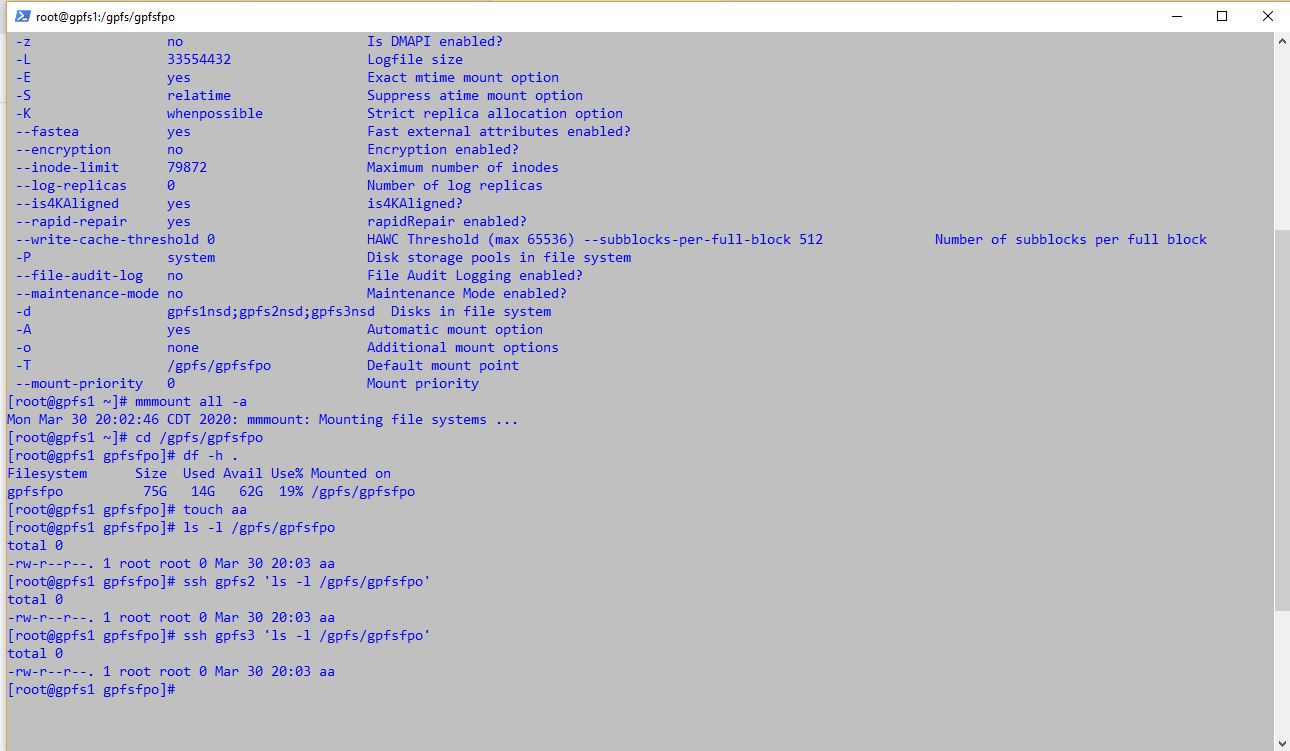 root@gpfs1:/gpfs/gpfsfpo
-z                 no                       Is DMAPI enabled?
-L                 33554432                 Logfile size
-E                 yes                      Exact mtime mount option
-S                 relatime                 Suppress atime mount option
-K                 whenpossible             Strict replica allocation option
--fastea           yes                      Fast external attributes enabled?
--encryption       no                       Encryption enabled?
--inode-limit      79872                    Maximum number of inodes
--log-replicas     0                        Number of log replicas
--is4KAligned      yes                      is4KAligned?
--rapid-repair     yes                      rapidRepair enabled?
--write-cache-threshold 0                   HAWC Threshold (max 65536) --subblocks-per-full-block 512              Number of subblocks per full block
-P                 system                   Disk storage pools in file system
--file-audit-log   no                       File Audit Logging enabled?
--maintenance-mode no                       Maintenance Mode enabled?
-d                 gpfs1nsd;gpfs2nsd;gpfs3nsd  Disks in file system
-A                 yes                      Automatic mount option
-o                 none                     Additional mount options
-T                 /gpfs/gpfsfpo            Default mount point
--mount-priority   0                        Mount priority
[root@gpfs1 ~]# mmmount all -a
Mon Mar 30 20:02:46 CDT 2020: mmmount: Mounting file systems ...
[root@gpfs1 ~]# cd /gpfs/gpfsfpo
[root@gpfs1 gpfsfpo]# df -h .
Filesystem      Size  Used Avail Use% Mounted on
gpfsfpo          75G   14G   62G  19% /gpfs/gpfsfpo
[root@gpfs1 gpfsfpo]# touch aa
[root@gpfs1 gpfsfpo]# ls -l /gpfs/gpfsfpo
total 0
-rw-r--r--. 1 root root 0 Mar 30 20:03 aa
[root@gpfs1 gpfsfpo]# ssh gpfs2 'ls -l /gpfs/gpfsfpo'
total 0
-rw-r--r--. 1 root root 0 Mar 30 20:03 aa
[root@gpfs1 gpfsfpo]# ssh gpfs3 'ls -l /gpfs/gpfsfpo'
total 0
-rw-r--r--. 1 root root 0 Mar 30 20:03 aa
[root@gpfs1 gpfsfpo]#